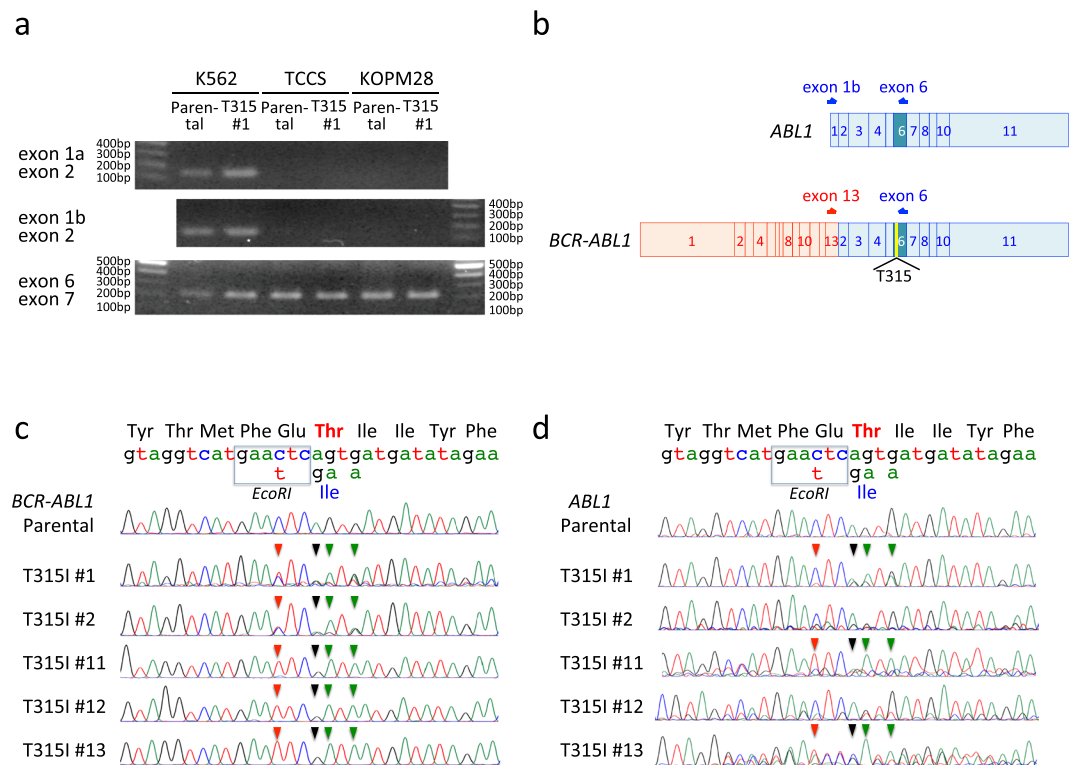 a
K562 TCCS KOPM28
Paren-tal T315 #1 Paren-tal T315 #1 Paren-tal T315 #1
exon 1a
exon 2
400bp
300bp
200bp
100bp
exon 1b
exon 2
400bp
300bp
200bp
100bp
exon 6
exon 7
500bp
400bp
300bp
200bp
100bp
500bp
400bp
300bp
200bp
100bp
b
exon 1b exon 6
ABL1 1 2 3 4 6 7 8 10 11
exon 13 exon 6
BCR-ABL1 1 2 4 8 10 13 2 3 4 6 7 8 10 11
T315
c
Tyr Thr Met Phe Glu Thr Ile Ile Tyr Phe
gtaggtcatgaactcagtgatgatatagaa
t ga a
EcoRI Ile
BCR-ABL1
Parental
T315I #1
T315I #2
T315I #11
T315I #12
T315I #13
d
Tyr Thr Met Phe Glu Thr Ile Ile Tyr Phe
gtaggtcatgaactcagtgatgatatagaa
t ga a
EcoRI Ile
ABL1
Parental
T315I #1
T315I #2
T315I #11
T315I #12
T315I #13